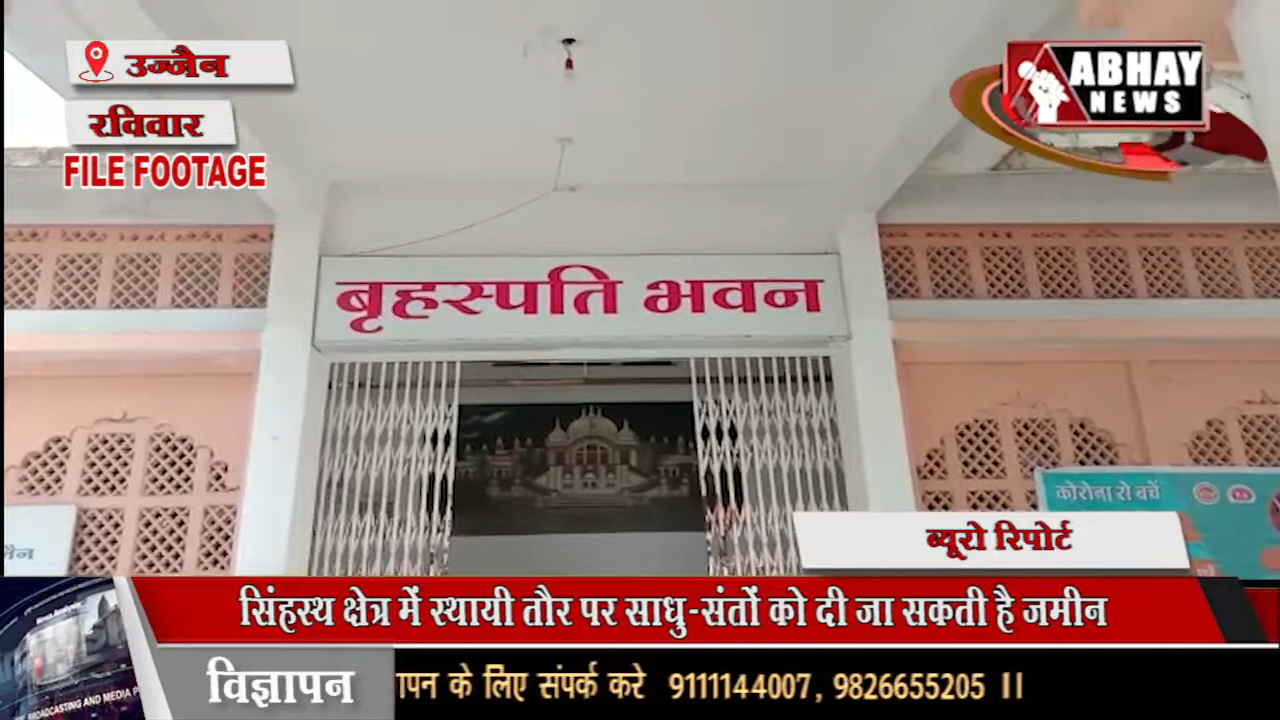 उज्जैन
रविवार
FILE FOOTAGE
ABHAY
NEWS
बृहस्पति भवन
कोरोना से बचें
ब्यूरो रिपोर्ट
सिंहस्थ क्षेत्र में स्थायी तौर पर साधु-संतों को दी जा सकती है जमीन
विज्ञापन
के लिए संपर्क करे 9111144007, 9826655205 ॥